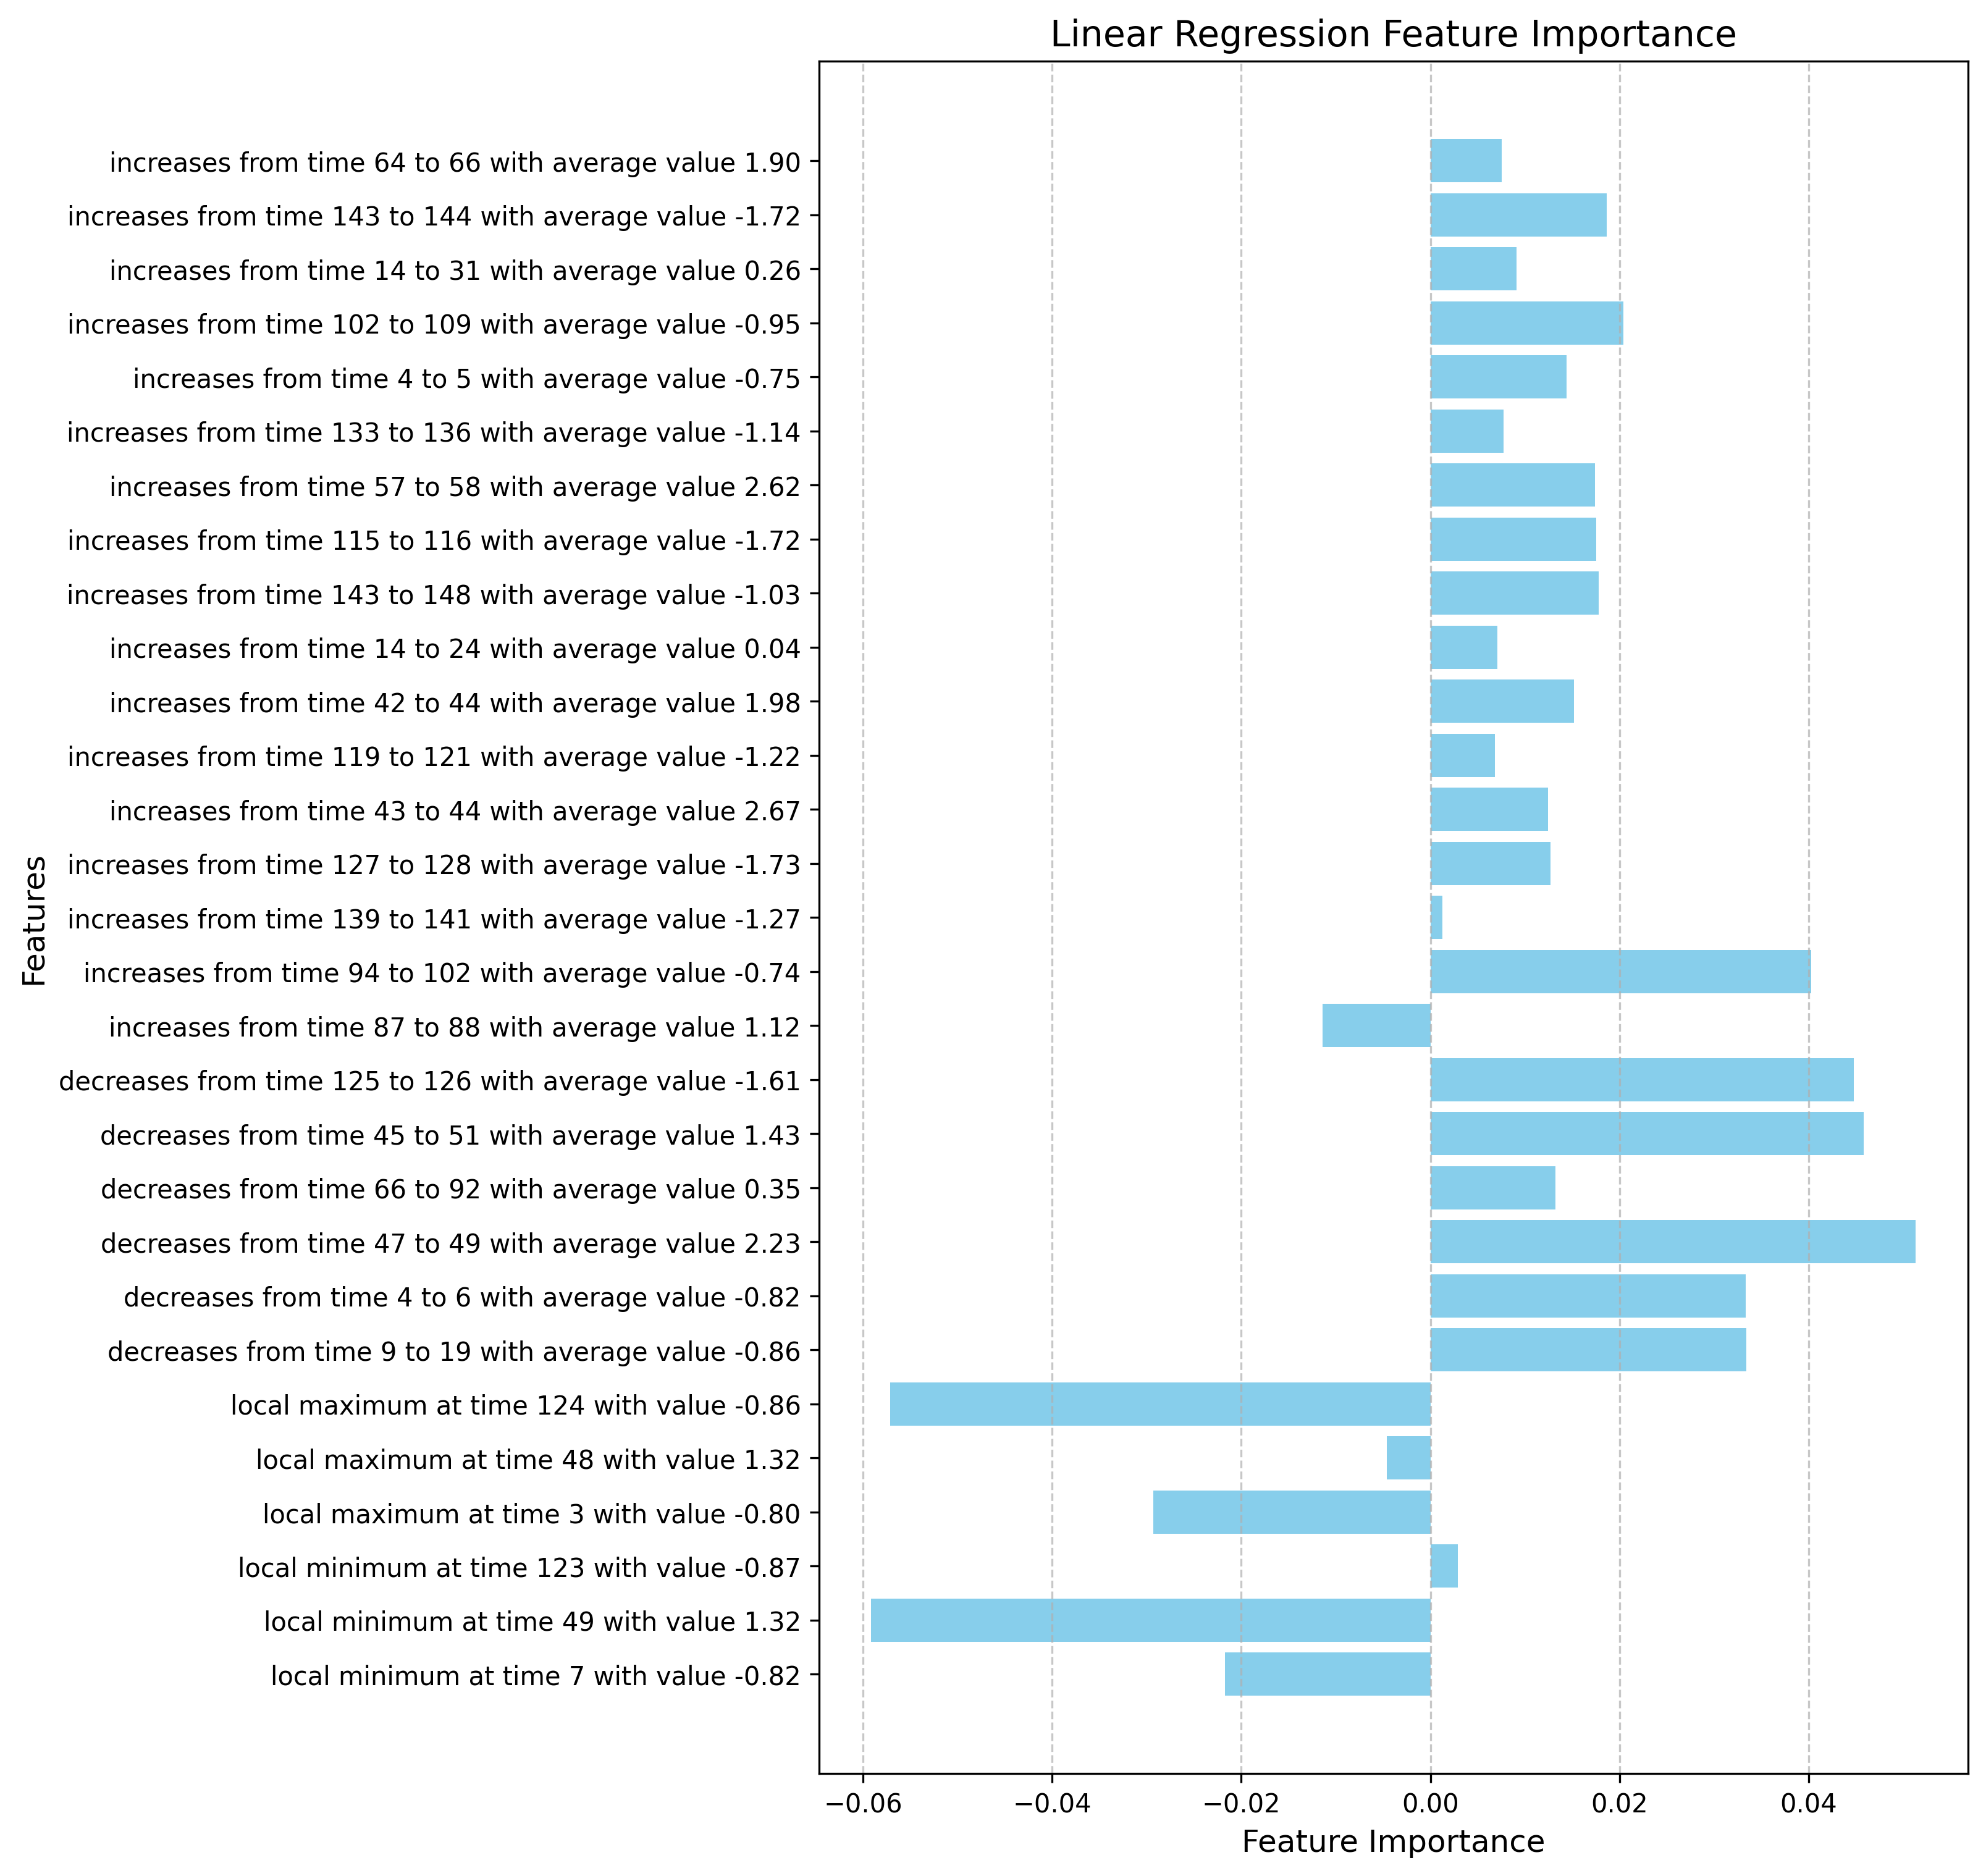 Linear Regression Feature Importance
increases from time 64 to 66 with average value 1.90
increases from time 143 to 144 with average value -1.72
increases from time 14 to 31 with average value 0.26
increases from time 102 to 109 with average value -0.95
increases from time 4 to 5 with average value -0.75
increases from time 133 to 136 with average value -1.14
increases from time 57 to 58 with average value 2.62
increases from time 115 to 116 with average value -1.72
increases from time 143 to 148 with average value -1.03
increases from time 14 to 24 with average value 0.04
increases from time 42 to 44 with average value 1.98
increases from time 119 to 121 with average value -1.22
increases from time 43 to 44 with average value 2.67
increases from time 127 to 128 with average value -1.73
increases from time 139 to 141 with average value -1.27
increases from time 94 to 102 with average value -0.74
increases from time 87 to 88 with average value 1.12
decreases from time 125 to 126 with average value -1.61
decreases from time 45 to 51 with average value 1.43
decreases from time 66 to 92 with average value 0.35
decreases from time 47 to 49 with average value 2.23
decreases from time 4 to 6 with average value -0.82
decreases from time 9 to 19 with average value -0.86
local maximum at time 124 with value -0.86
local maximum at time 48 with value 1.32
local maximum at time 3 with value -0.80
local minimum at time 123 with value -0.87
local minimum at time 49 with value 1.32
local minimum at time 7 with value -0.82
Features
−0.06 −0.04 −0.02 0.00 0.02 0.04
Feature Importance